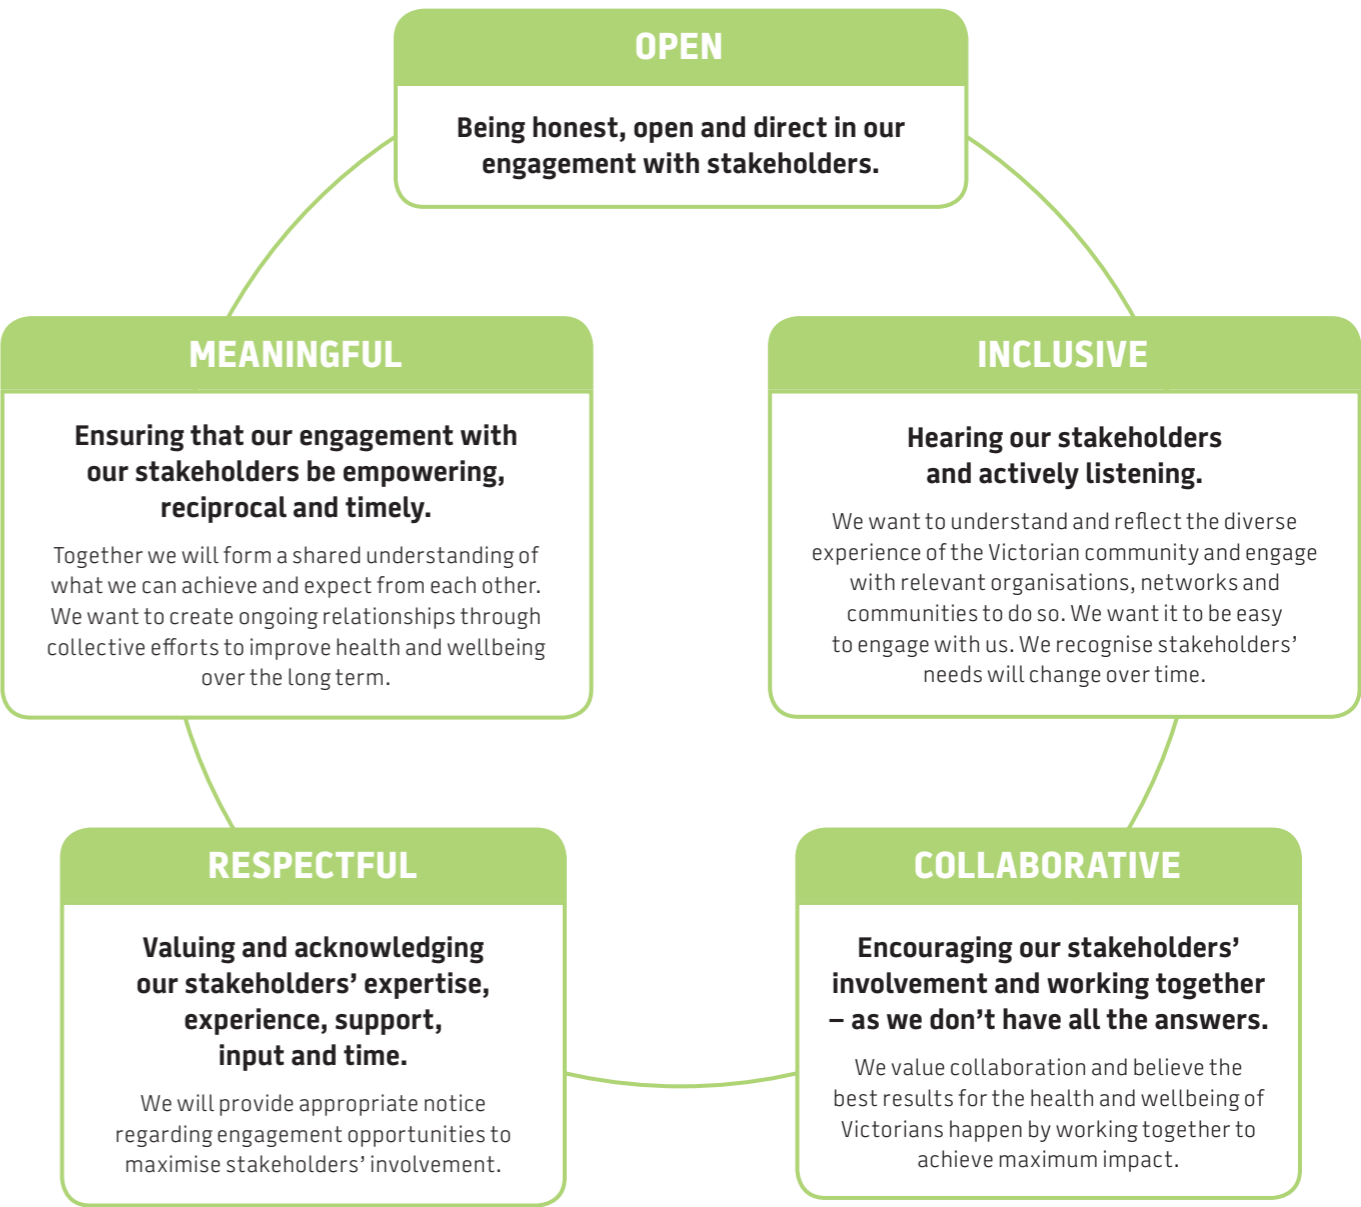 OPEN
Being honest, open and direct in our
engagement with stakeholders.
MEANINGFUL
Ensuring that our engagement with
our stakeholders be empowering,
reciprocal and timely.
Together we will form a shared understanding of
what we can achieve and expect from each other.
We want to create ongoing relationships through
collective efforts to improve health and wellbeing
over the long term.
INCLUSIVE
Hearing our stakeholders
and actively listening.
We want to understand and reflect the diverse
experience of the Victorian community and engage
with relevant organisations, networks and
communities to do so. We want it to be easy
to engage with us. We recognise stakeholders’
needs will change over time.
RESPECTFUL
Valuing and acknowledging
our stakeholders’ expertise,
experience, support,
input and time.
We will provide appropriate notice
regarding engagement opportunities to
maximise stakeholders’ involvement.
COLLABORATIVE
Encouraging our stakeholders’
involvement and working together
– as we don’t have all the answers.
We value collaboration and believe the
best results for the health and wellbeing of
Victorians happen by working together to
achieve maximum impact.